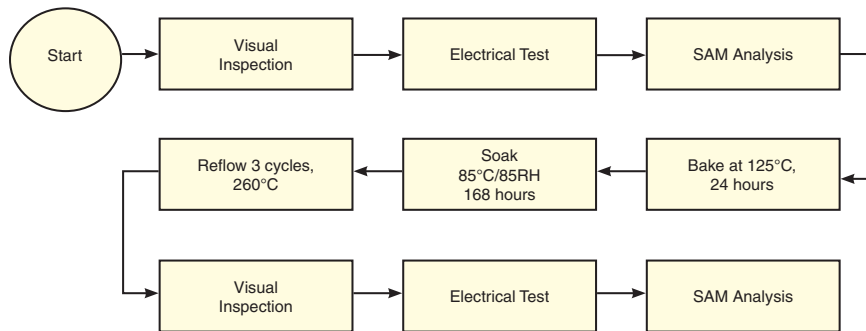 Start
Visual
Inspection
Electrical Test
SAM Analysis
Bake at 125°C,
24 hours
Soak
85°C/85RH
168 hours
Reflow 3 cycles,
260°C
Visual
Inspection
Electrical Test
SAM Analysis